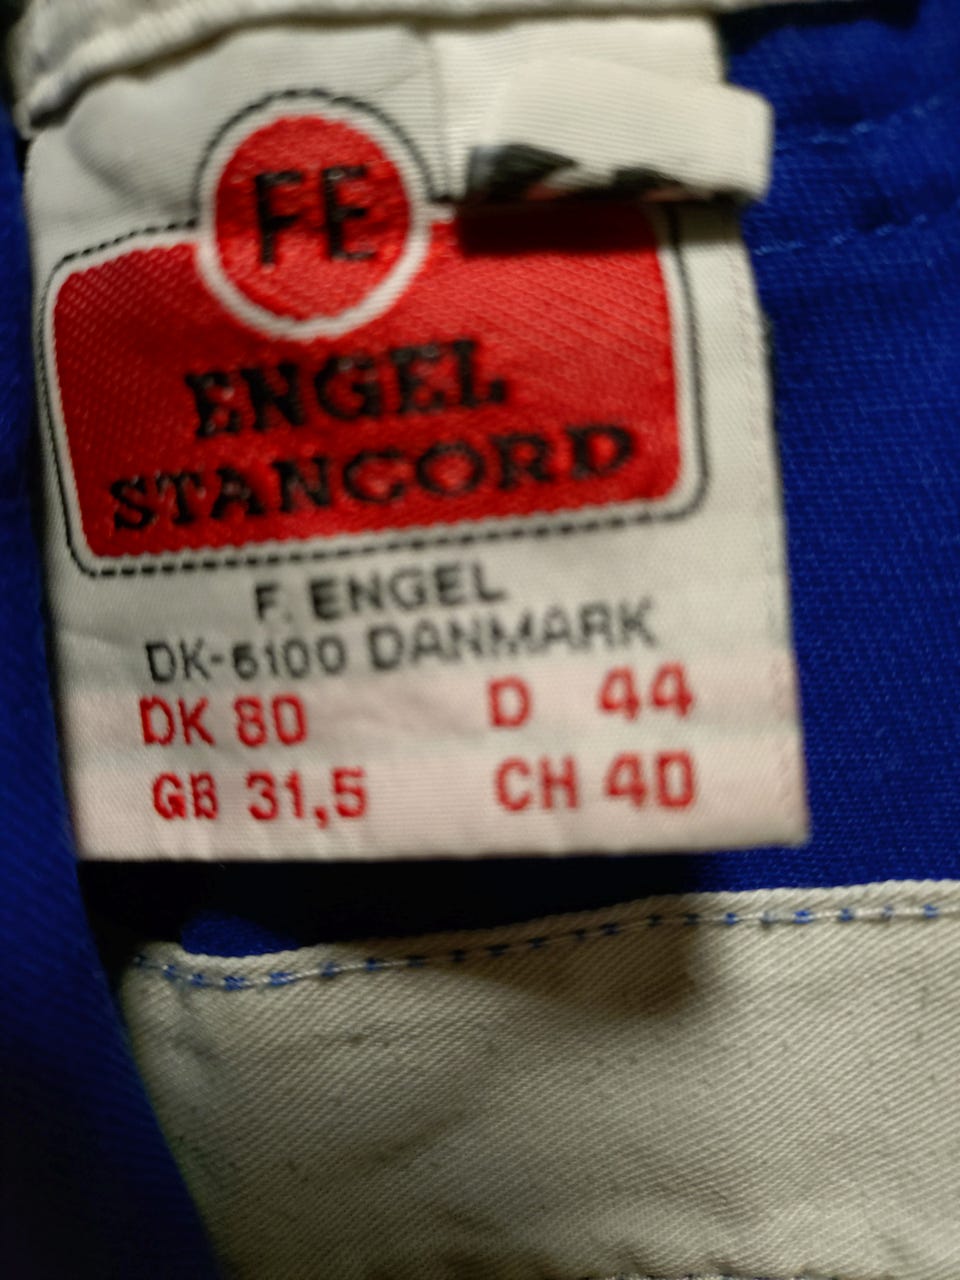 FE
ENGEL
STANCORD
F. ENGEL
DK-6100 DANMARK
DK 80 D 44
GB 31,5 CH 40